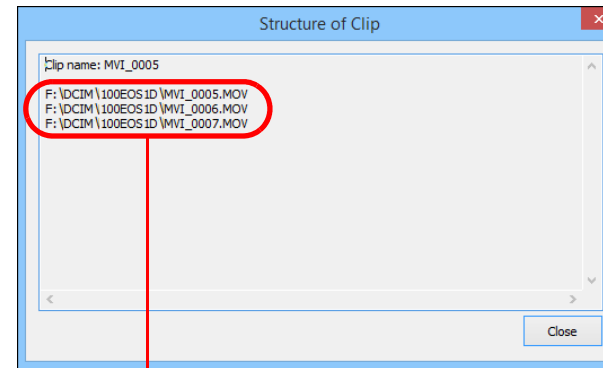 Structure of Clip
Clip name: MVI_0005
F:\DCIM\100EOS1D\MVI_0005.MOV
F:\DCIM\100EOS1D\MVI_0006.MOV
F:\DCIM\100EOS1D\MVI_0007.MOV
Close